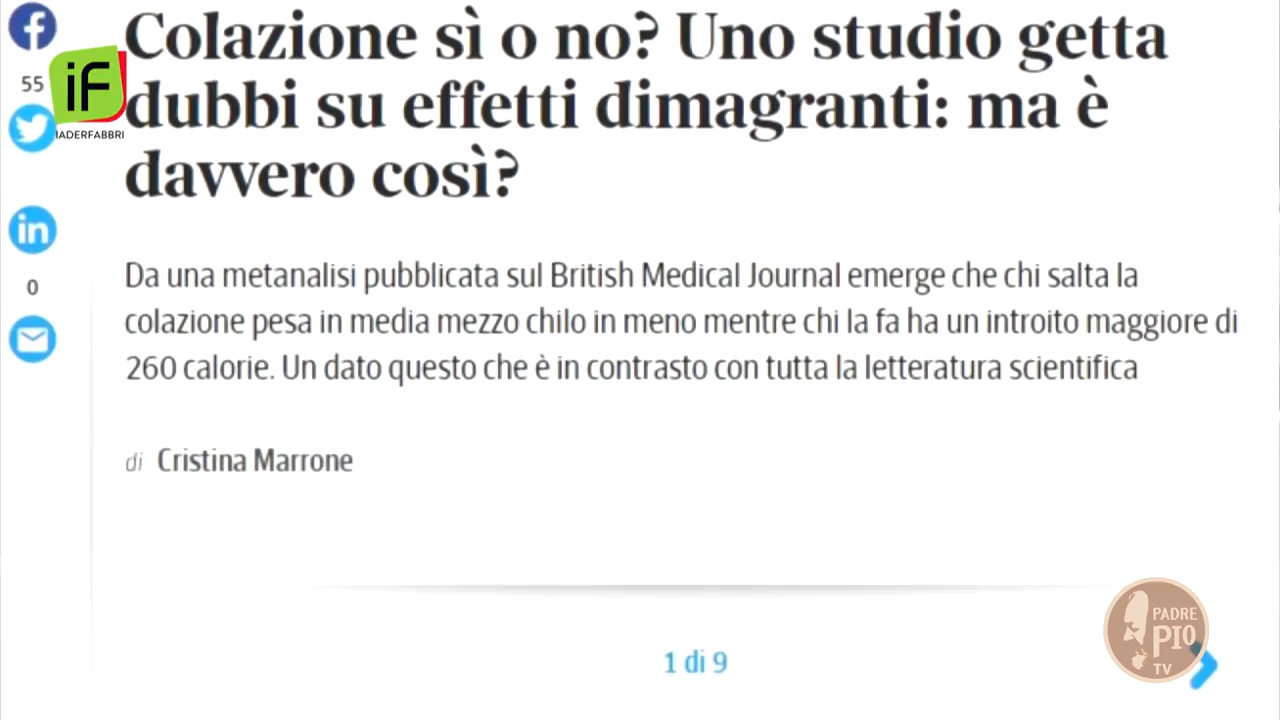 Colazione sì o no? Uno studio getta
dubbi su effetti dimagranti: ma è
davvero così?
55
iF
IADERFABBRI
in
0
Da una metanalisi pubblicata sul British Medical Journal emerge che chi salta la
colazione pesa in media mezzo chilo in meno mentre chi la fa ha un introito maggiore di
260 calorie. Un dato questo che è in contrasto con tutta la letteratura scientifica
di Cristina Marrone
1 di 9
PADRE
PIO
TV